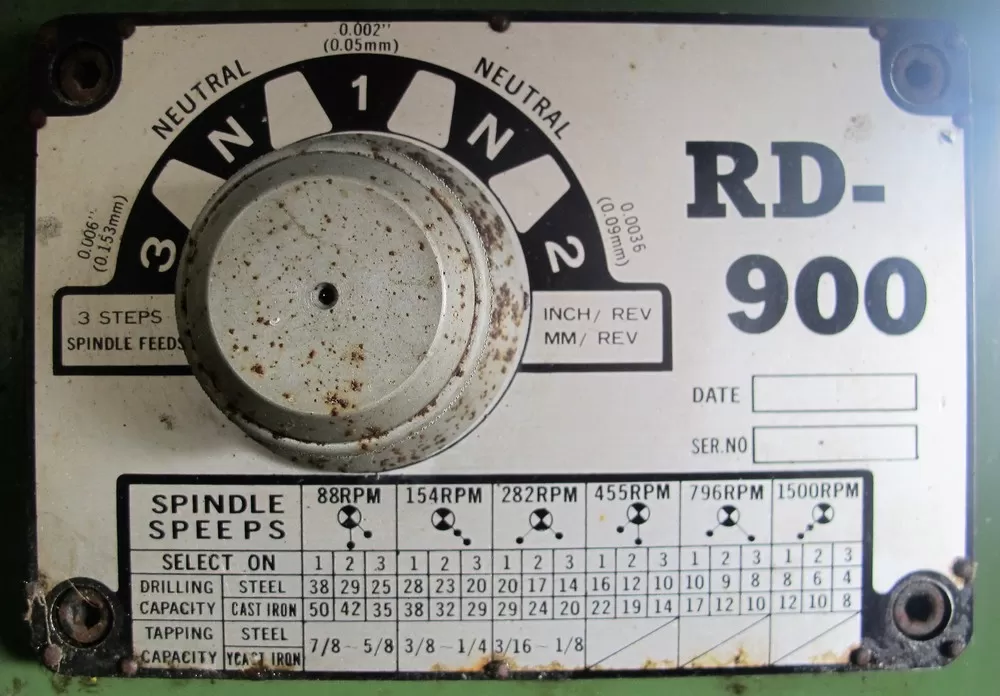 0.002"
(0.05mm)
NEUTRAL
NEUTRAL
N
1
N
0.006"
(0.153mm)
0.0036
(0.09mm)
3
2
3 STEPS
SPINDLE FEEDS
INCH/ REV
MM/ REV
RD-
900
DATE
SER.NO
SPINDLE
SPEEPS
88RPM 154RPM 282RPM 455RPM 796RPM 1500RPM
SELECT ON 1 2 3 1 2 3 1 2 3 1 2 3 1 2 3 1 2 3
DRILLING STEEL 38 29 25 28 23 20 20 17 14 16 12 10 10 9 8 8 6 4
CAPACITY CAST IRON 50 42 35 38 32 29 29 24 20 22 19 14 17 12 10 12 10 8
TAPPING STEEL
7/8 ~ 5/8 3/8 ~ 1/4 3/16 ~ 1/8
CAPACITY YCAST IRON